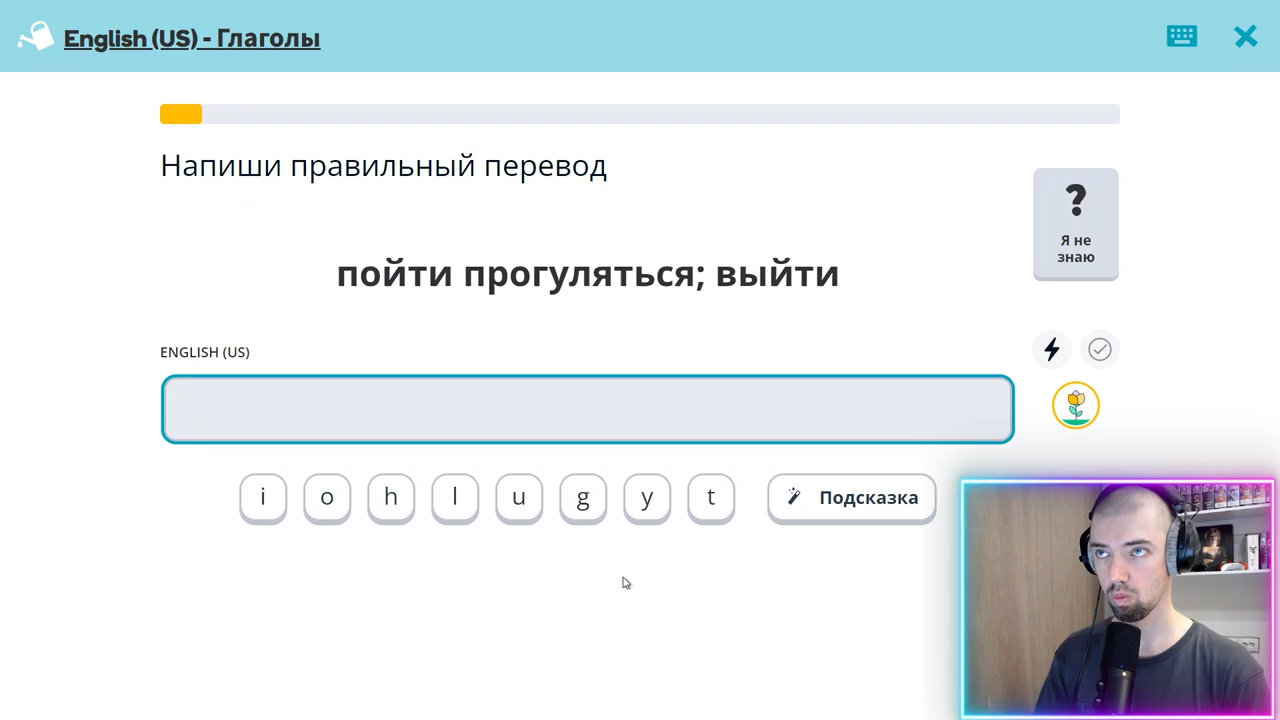 English (US) - Глаголы
Напиши правильный перевод
?
Я не
знаю
пойти прогуляться; выйти
ENGLISH (US)
i o h l u g y t Подсказка